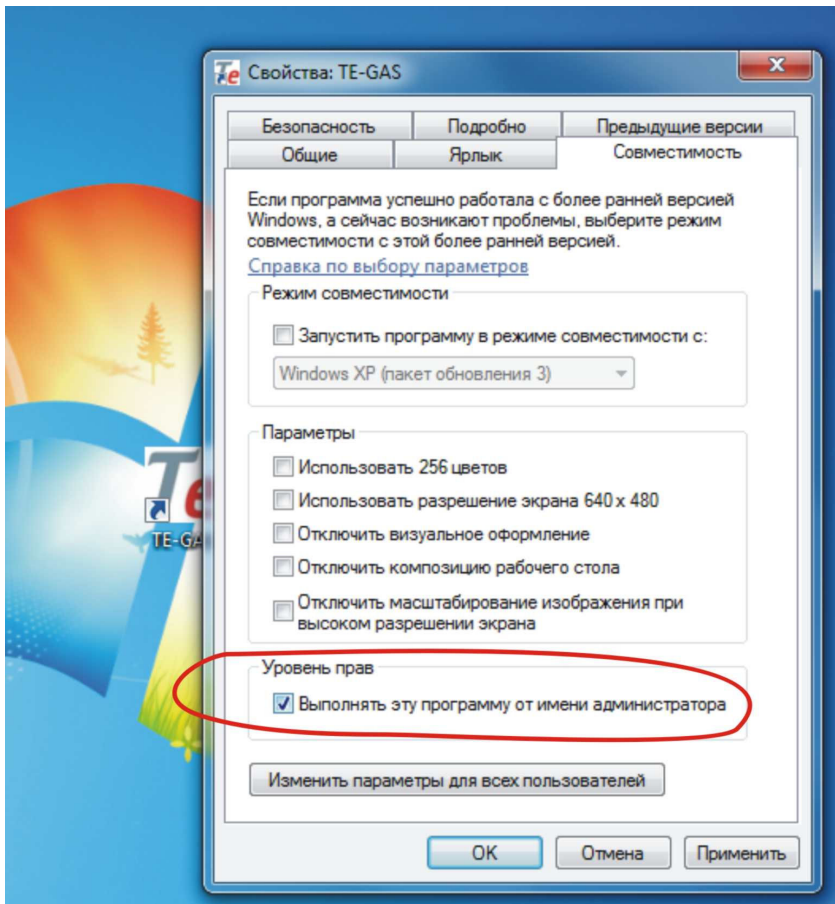 Te Свойства: TE-GAS
Безопасность Подробно Предыдущие версии
Общие Ярлык Совместимость
Если программа успешно работала с более ранней версией
Windows, а сейчас возникают проблемы, выберите режим
совместимости с этой более ранней версией.
Справка по выбору параметров
Режим совместимости
Запустить программу в режиме совместимости с:
Windows XP (пакет обновления 3)
Параметры
Использовать 256 цветов
Использовать разрешение экрана 640 x 480
Отключить визуальное оформление
Отключить композицию рабочего стола
Отключить масштабирование изображения при
высоком разрешении экрана
Te
TE-GA
Уровень прав
Выполнять эту программу от имени администратора
Изменить параметры для всех пользователей
OK Отмена Применить